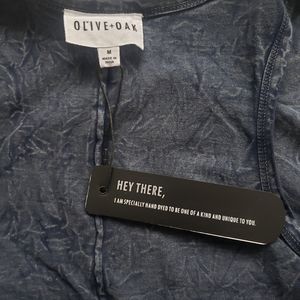 OLIVE+OAK
M
MADE IN
INDIA
HEY THERE,
I AM SPECIALLY HAND DYED TO BE ONE OF A KIND AND UNIQUE TO YOU.